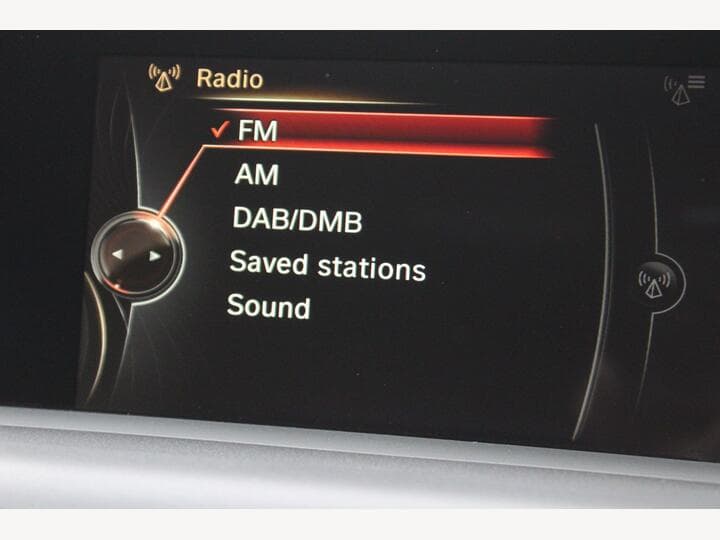 Radio
FM
AM
DAB/DMB
Saved stations
Sound